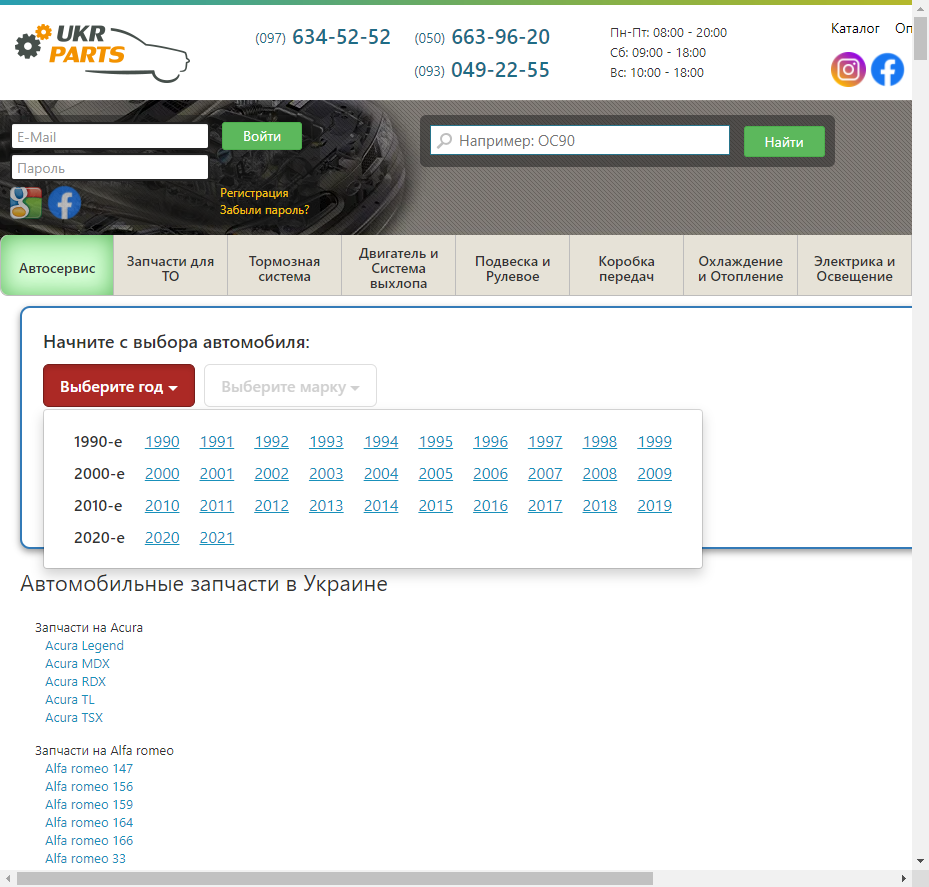 UKR
PARTS
(097) 634-52-52
(050) 663-96-20
(093) 049-22-55
Пн-Пт: 08:00 - 20:00
Сб: 09:00 - 18:00
Вс: 10:00 - 18:00
Каталог Оп
E-Mail
Войти
Пароль
Регистрация
Забыли пароль?
Например: OC90
Найти
Автосервис
Запчасти для
ТО
Тормозная
система
Двигатель и
Система
выхлопа
Подвеска и
Рулевое
Коробка
передач
Охлаждение
и Отопление
Электрика и
Освещение
Начните с выбора автомобиля:
Выберите год
Выберите марку
1990-е 1990 1991 1992 1993 1994 1995 1996 1997 1998 1999
2000-е 2000 2001 2002 2003 2004 2005 2006 2007 2008 2009
2010-е 2010 2011 2012 2013 2014 2015 2016 2017 2018 2019
2020-е 2020 2021
Автомобильные запчасти в Украине
Запчасти на Acura
Acura Legend
Acura MDX
Acura RDX
Acura TL
Acura TSX
Запчасти на Alfa romeo
Alfa romeo 147
Alfa romeo 156
Alfa romeo 159
Alfa romeo 164
Alfa romeo 166
Alfa romeo 33